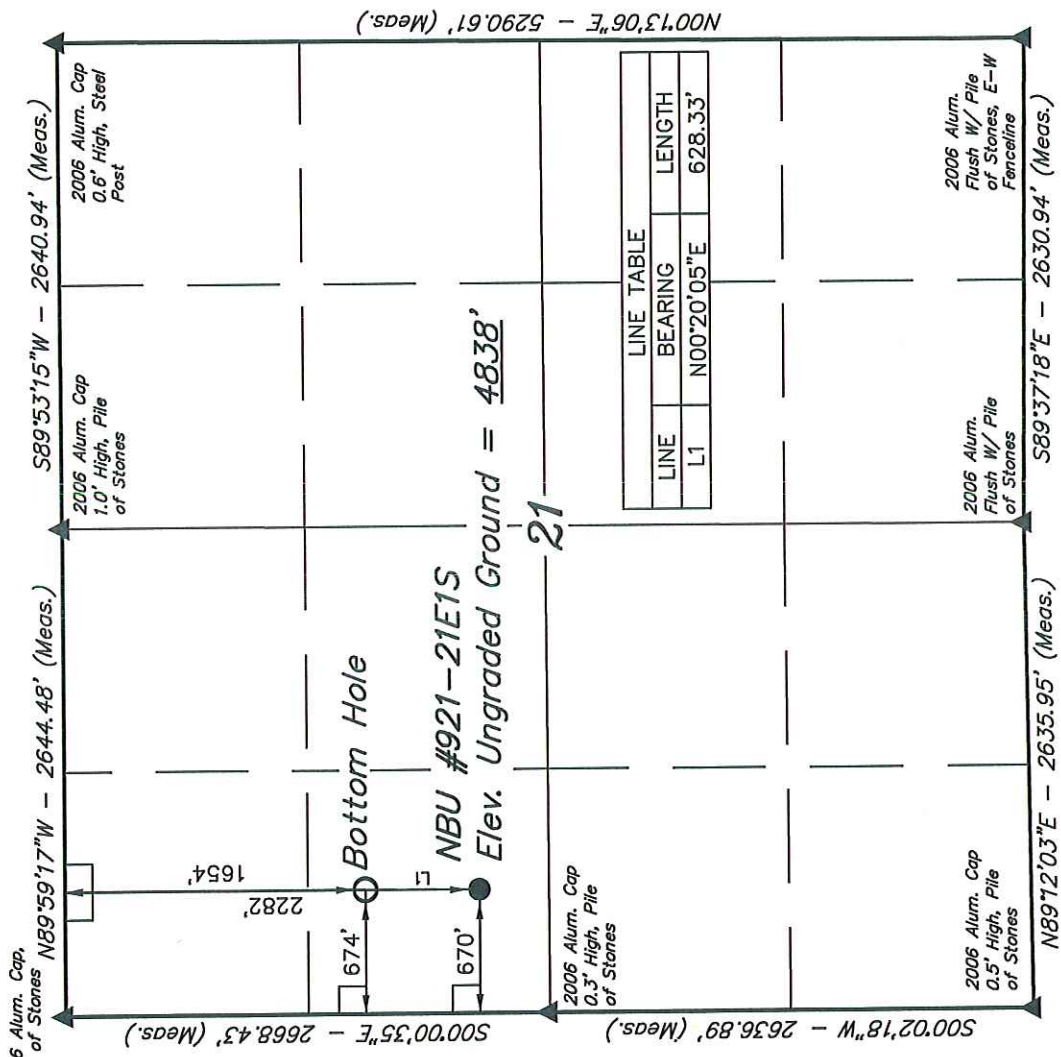 6 Alum. Cap,
of Stones
N89°59'17"W - 2644.48' (Meas.)
S89°53'15"W - 2640.94' (Meas.)
2006 Alum. Cap
1.0' High, Pile
of Stones
2006 Alum. Cap
0.6' High, Steel
Post
N00°13'06"E - 5290.61' (Meas.)
S00°00'35"E - 2668.43' (Meas.)
1654'
2282'
674'
Bottom Hole
L1
670'
NBU #921-21E1S
Elev. Ungraded Ground = 4838'
21
LINE TABLE
LINE BEARING LENGTH
L1 N00°20'05"E 628.33'
2006 Alum. Cap
0.3' High, Pile
of Stones
S00°02'18"W - 2636.89' (Meas.)
2006 Alum. Cap
0.5' High, Pile
of Stones
2006 Alum.
Flush W/ Pile
of Stones
2006 Alum.
Flush W/ Pile
of Stones, E-W
Fenceline
N89°12'03"E - 2635.95' (Meas.)
S89°37'18"E - 2630.94' (Meas.)